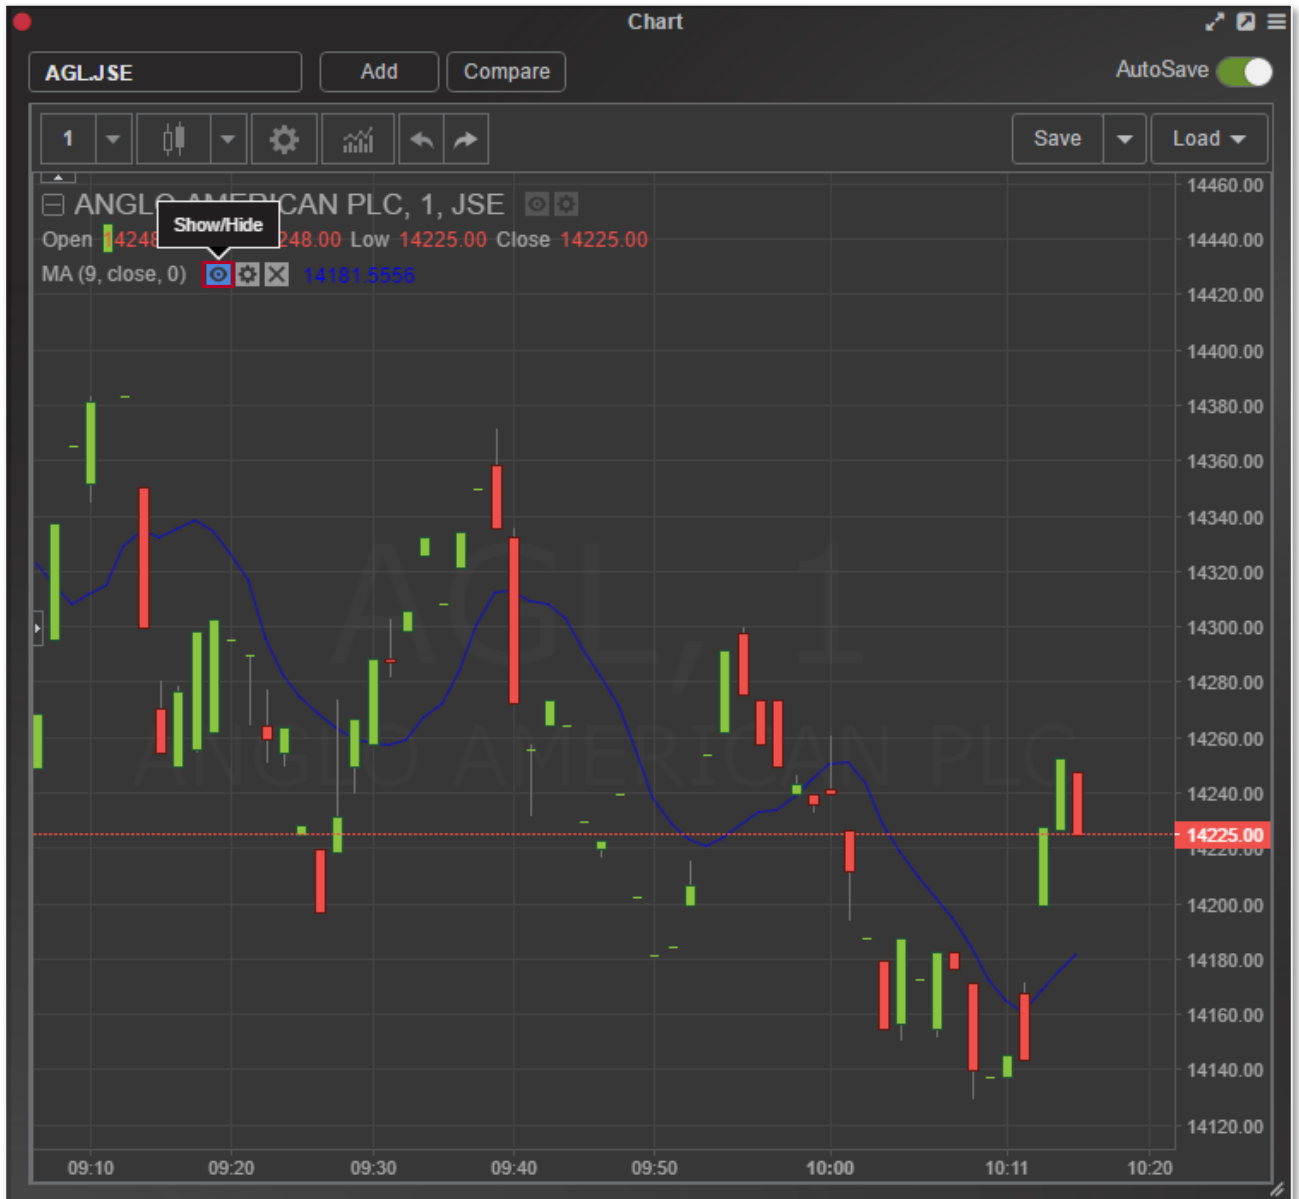 Chart
AGL.JSE Add Compare AutoSave
1 Save Load
ANGLO AMERICAN PLC, 1, JSE
Show/Hide
Open 14248 248.00 Low 14225.00 Close 14225.00
MA (9, close, 0) 14181.5556
14460.00
14440.00
14420.00
14400.00
14380.00
14360.00
14340.00
14320.00
14300.00
14280.00
14260.00
14240.00
14225.00
14220.00
14200.00
14180.00
14160.00
14140.00
14120.00
AGL, 1
ANGLO AMERICAN PLC
09:10 09:20 09:30 09:40 09:50 10:00 10:11 10:20